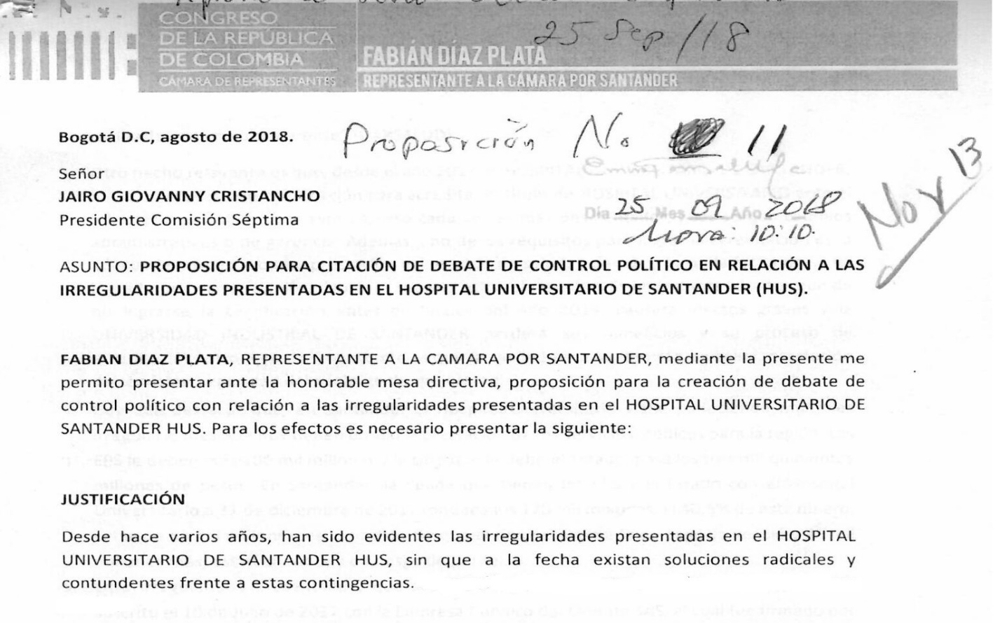 25 Sep/18
CONGRESO
DE LA REPÚBLICA
DE COLOMBIA
CÁMARA DE REPRESENTANTES
FABIÁN DÍAZ PLATA
REPRESENTANTE A LA CÁMARA POR SANTANDER
Proposición No 11
Bogotá D.C, agosto de 2018.
Señor
JAIRO GIOVANNY CRISTANCHO
Presidente Comisión Séptima
Día 25 Mes 09 Año 2018
Hora: 10:10.
Nov 13
ASUNTO: PROPOSICIÓN PARA CITACIÓN DE DEBATE DE CONTROL POLÍTICO EN RELACIÓN A LAS
IRREGULARIDADES PRESENTADAS EN EL HOSPITAL UNIVERSITARIO DE SANTANDER (HUS).
FABIAN DIAZ PLATA, REPRESENTANTE A LA CAMARA POR SANTANDER, mediante la presente me
permito presentar ante la honorable mesa directiva, proposición para la creación de debate de
control político con relación a las irregularidades presentadas en el HOSPITAL UNIVERSITARIO DE
SANTANDER HUS. Para los efectos es necesario presentar la siguiente:
JUSTIFICACIÓN
Desde hace varios años, han sido evidentes las irregularidades presentadas en el HOSPITAL
UNIVERSITARIO DE SANTANDER HUS, sin que a la fecha existan soluciones radicales y
contundentes frente a estas contingencias.